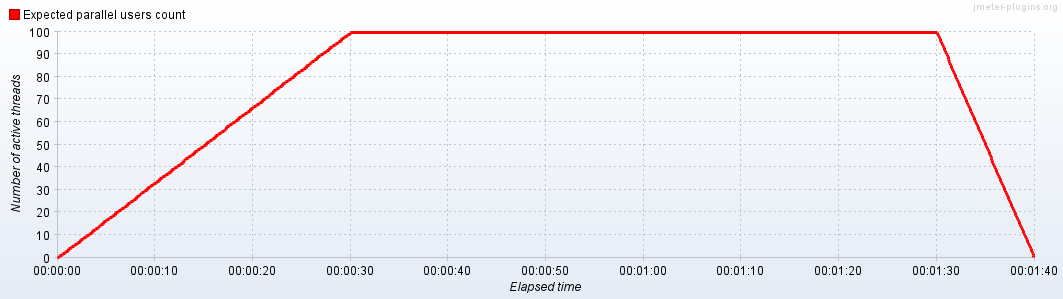 jmeter-plugins.org
Expected parallel users count
100
90
80
70
60
50
40
30
20
10
0
Number of active threads
00:00:00 00:00:10 00:00:20 00:00:30 00:00:40 00:00:50 00:01:00 00:01:10 00:01:20 00:01:30 00:01:40
Elapsed time